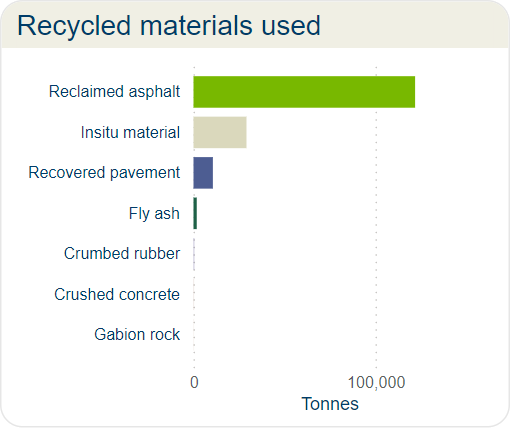 Recycled materials used
Reclaimed asphalt
Insitu material
Recovered pavement
Fly ash
Crumbed rubber
Crushed concrete
Gabion rock
0 100,000
Tonnes